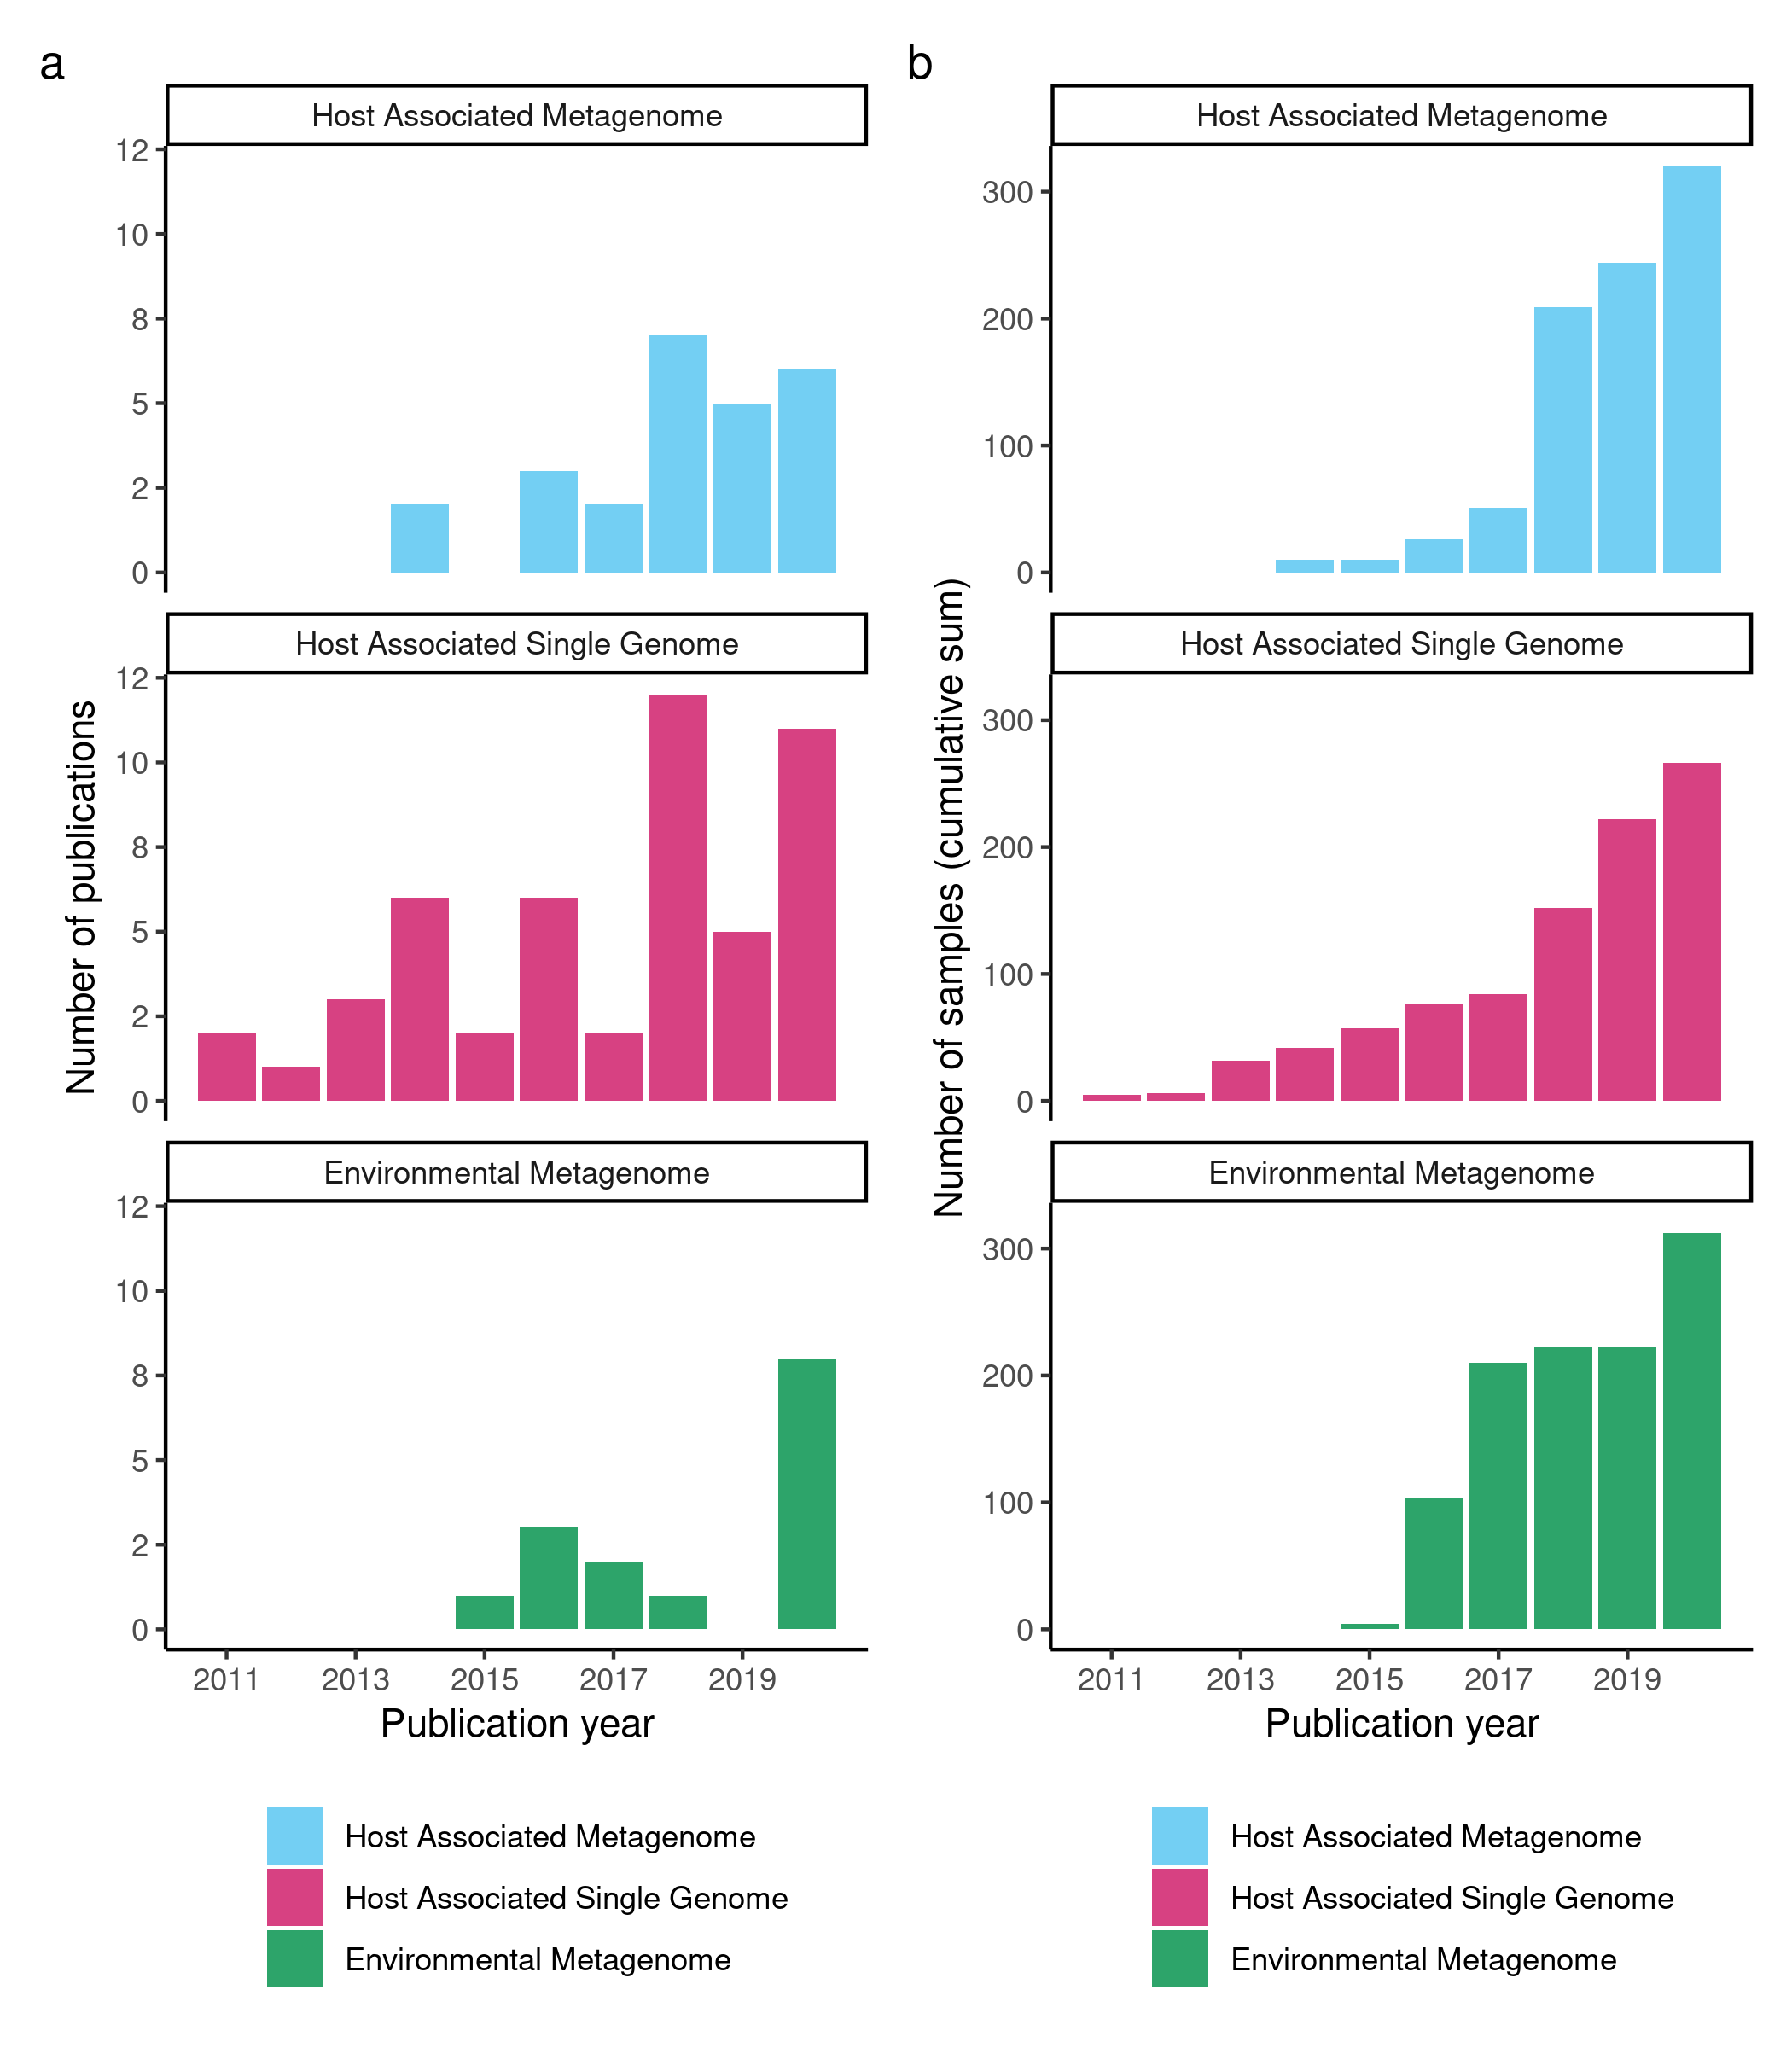 a
Host Associated Metagenome
12
10
8
5
2
0
Host Associated Single Genome
12
10
8
5
2
0
Environmental Metagenome
12
10
8
5
2
0
Number of publications
2011 2013 2015 2017 2019
Publication year
Host Associated Metagenome
Host Associated Single Genome
Environmental Metagenome
b
Host Associated Metagenome
300
200
100
0
Host Associated Single Genome
300
200
100
0
Environmental Metagenome
300
200
100
0
Number of samples (cumulative sum)
2011 2013 2015 2017 2019
Publication year
Host Associated Metagenome
Host Associated Single Genome
Environmental Metagenome